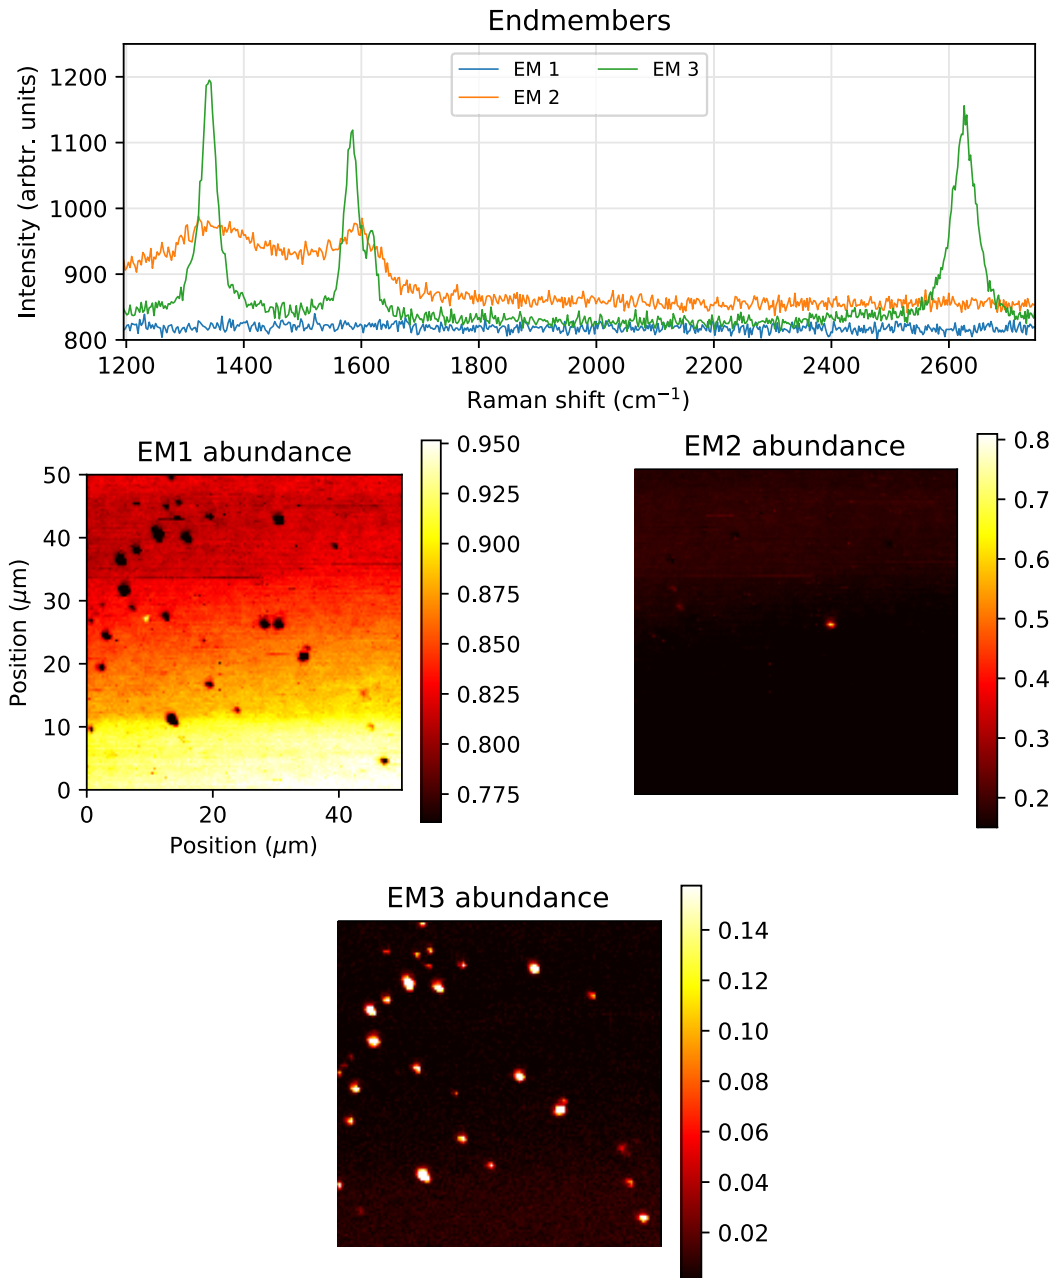 Endmembers
Intensity (arbtr. units)
1200
1100
1000
900
800
EM 1
EM 2
EM 3
1200 1400 1600 1800 2000 2200 2400 2600
Raman shift (cm⁻¹)
EM1 abundance
Position (μm)
50
40
30
20
10
0
0 20 40
Position (μm)
0.950
0.925
0.900
0.875
0.850
0.825
0.800
0.775
EM2 abundance
0.8
0.7
0.6
0.5
0.4
0.3
0.2
EM3 abundance
0.14
0.12
0.10
0.08
0.06
0.04
0.02